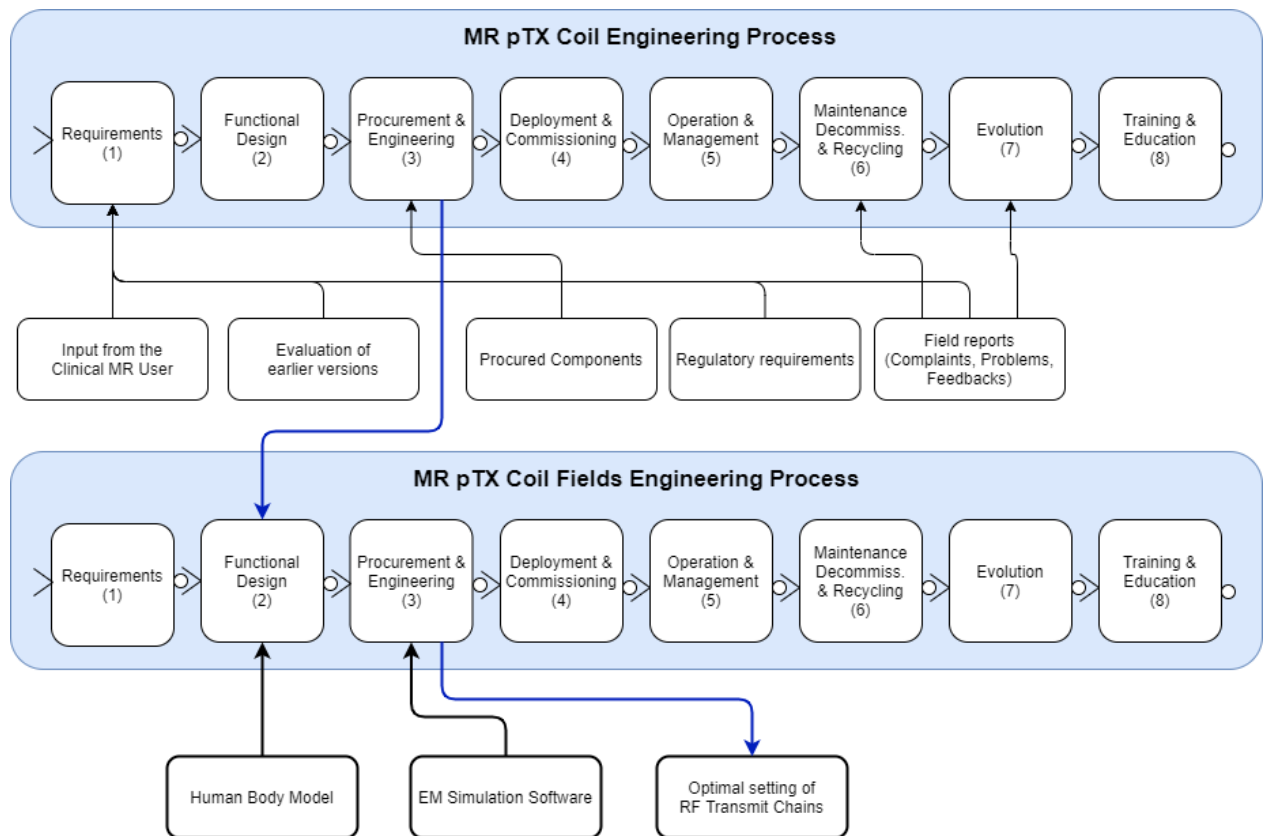 MR pTX Coil Engineering Process
Requirements
(1)
Functional
Design
(2)
Procurement &
Engineering
(3)
Deployment &
Commissioning
(4)
Operation &
Management
(5)
Maintenance
Decommiss.
& Recycling
(6)
Evolution
(7)
Training &
Education
(8)
Input from the
Clinical MR User
Evaluation of
earlier versions
Procured Components
Regulatory requirements
Field reports
(Complaints, Problems,
Feedbacks)
MR pTX Coil Fields Engineering Process
Requirements
(1)
Functional
Design
(2)
Procurement &
Engineering
(3)
Deployment &
Commissioning
(4)
Operation &
Management
(5)
Maintenance
Decommiss.
& Recycling
(6)
Evolution
(7)
Training &
Education
(8)
Human Body Model
EM Simulation Software
Optimal setting of
RF Transmit Chains